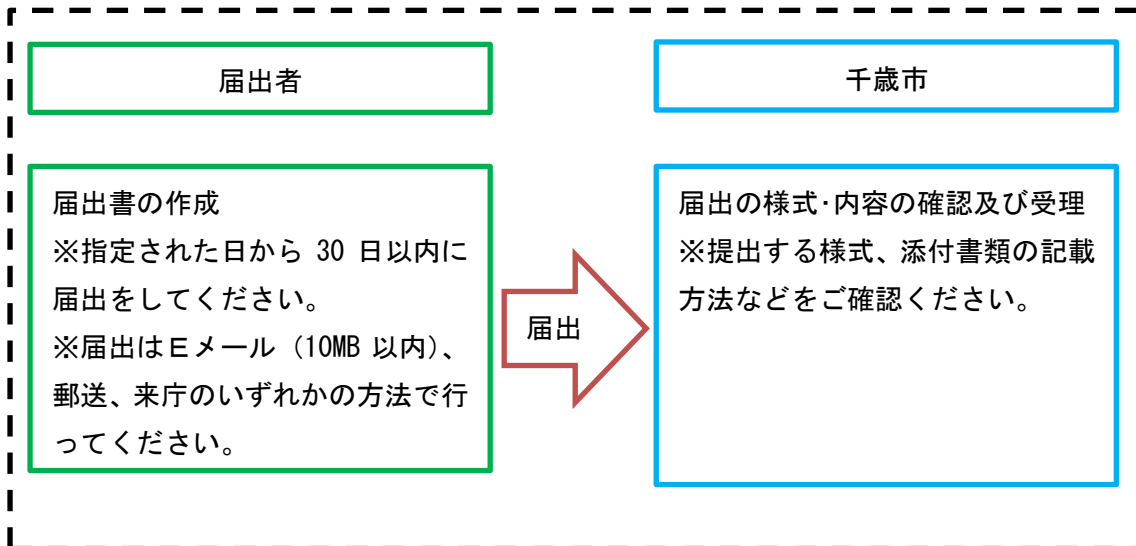 届出者
千歳市
届出書の作成
※指定された日から 30 日以内に
届出をしてください。
※届出はEメール（10MB 以内）、
郵送、来庁のいずれかの方法で行
ってください。
届出
届出の様式･内容の確認及び受理
※提出する様式、添付書類の記載
方法などをご確認ください。